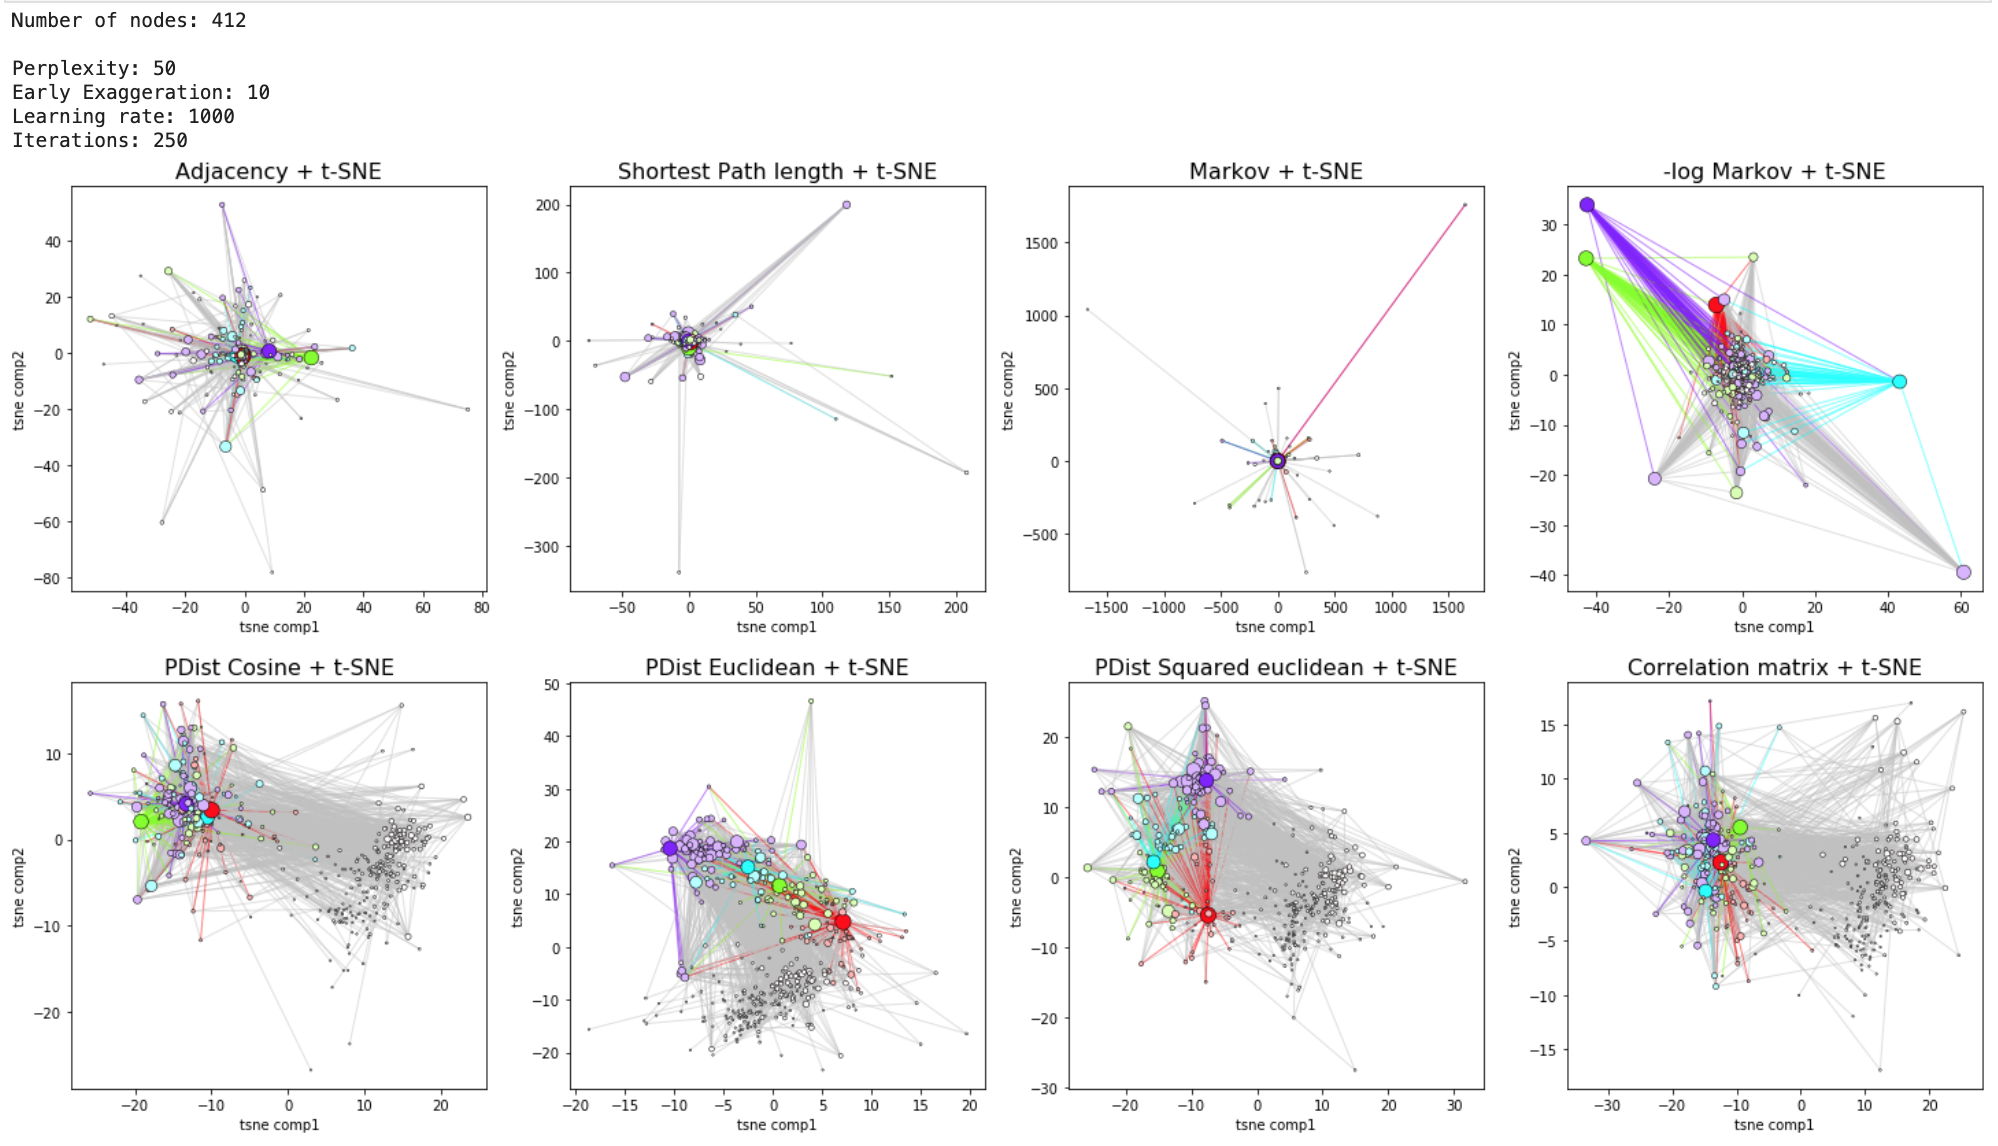 Number of nodes: 412
Perplexity: 50
Early Exaggeration: 10
Learning rate: 1000
Iterations: 250
Adjacency + t-SNE
40
20
0
−20
−40
−60
−80
tsne comp2
−40 −20 0 20 40 60 80
tsne comp1
Shortest Path length + t-SNE
200
100
0
−100
−200
−300
tsne comp2
−50 0 50 100 150 200
tsne comp1
Markov + t-SNE
1500
1000
500
0
−500
tsne comp2
−1500 −1000 −500 0 500 1000 1500
tsne comp1
-log Markov + t-SNE
30
20
10
0
−10
−20
−30
−40
tsne comp2
−40 −20 0 20 40 60
tsne comp1
PDist Cosine + t-SNE
10
0
−10
−20
tsne comp2
−20 −10 0 10 20
tsne comp1
PDist Euclidean + t-SNE
50
40
30
20
10
0
−10
−20
tsne comp2
−20 −15 −10 −5 0 5 10 15 20
tsne comp1
PDist Squared euclidean + t-SNE
20
10
0
−10
−20
−30
tsne comp2
−20 −10 0 10 20 30
tsne comp1
Correlation matrix + t-SNE
15
10
5
0
−5
−10
−15
tsne comp2
−30 −20 −10 0 10 20
tsne comp1